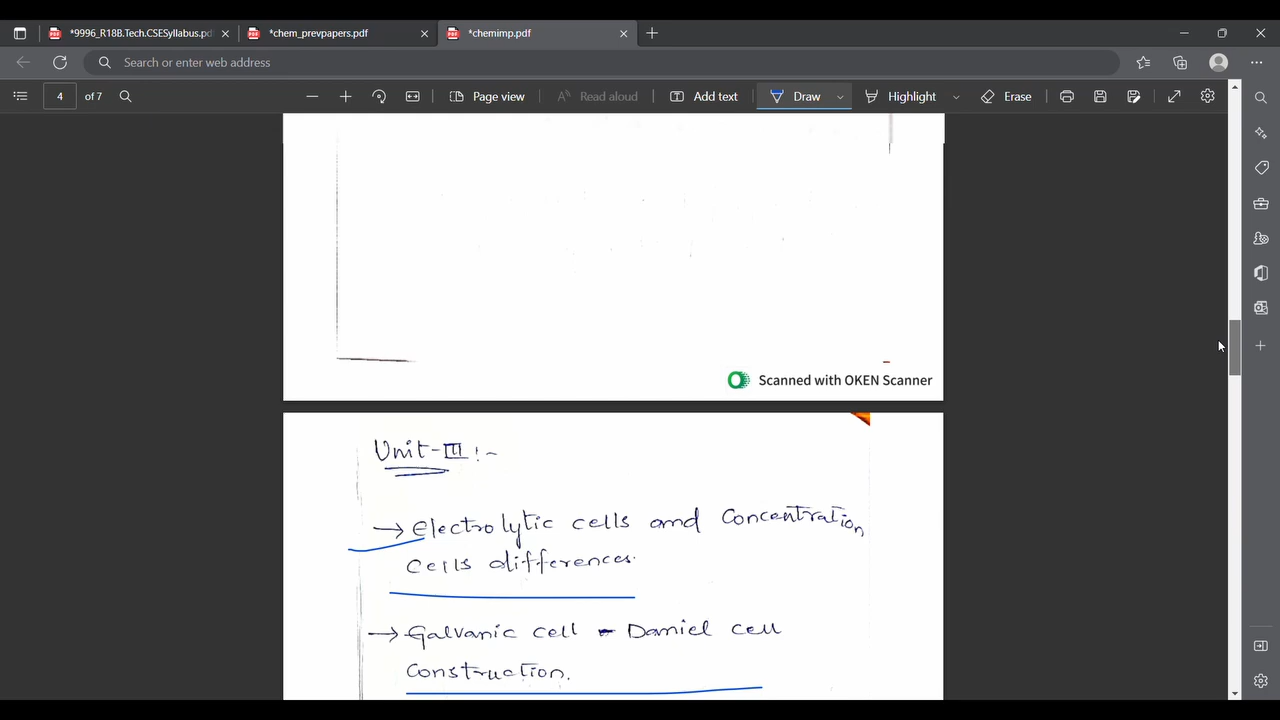 *9996_R18B.Tech.CSESyllabus.pd
*chem_prevpapers.pdf
*chemimp.pdf
Search or enter web address
4 of 7
Page view
Read aloud
Add text
Draw
Highlight
Erase
Scanned with OKEN Scanner
Unit-III :-
→ Electrolytic cells and Concentration
cells differences.
→ Galvanic cell - Daniel cell
Construction.